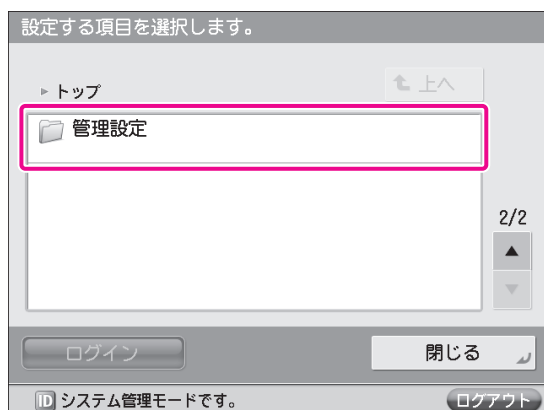 設定する項目を選択します。
トップ
上へ
管理設定
2/2
ログイン
閉じる
ID システム管理モードです。
ログアウト